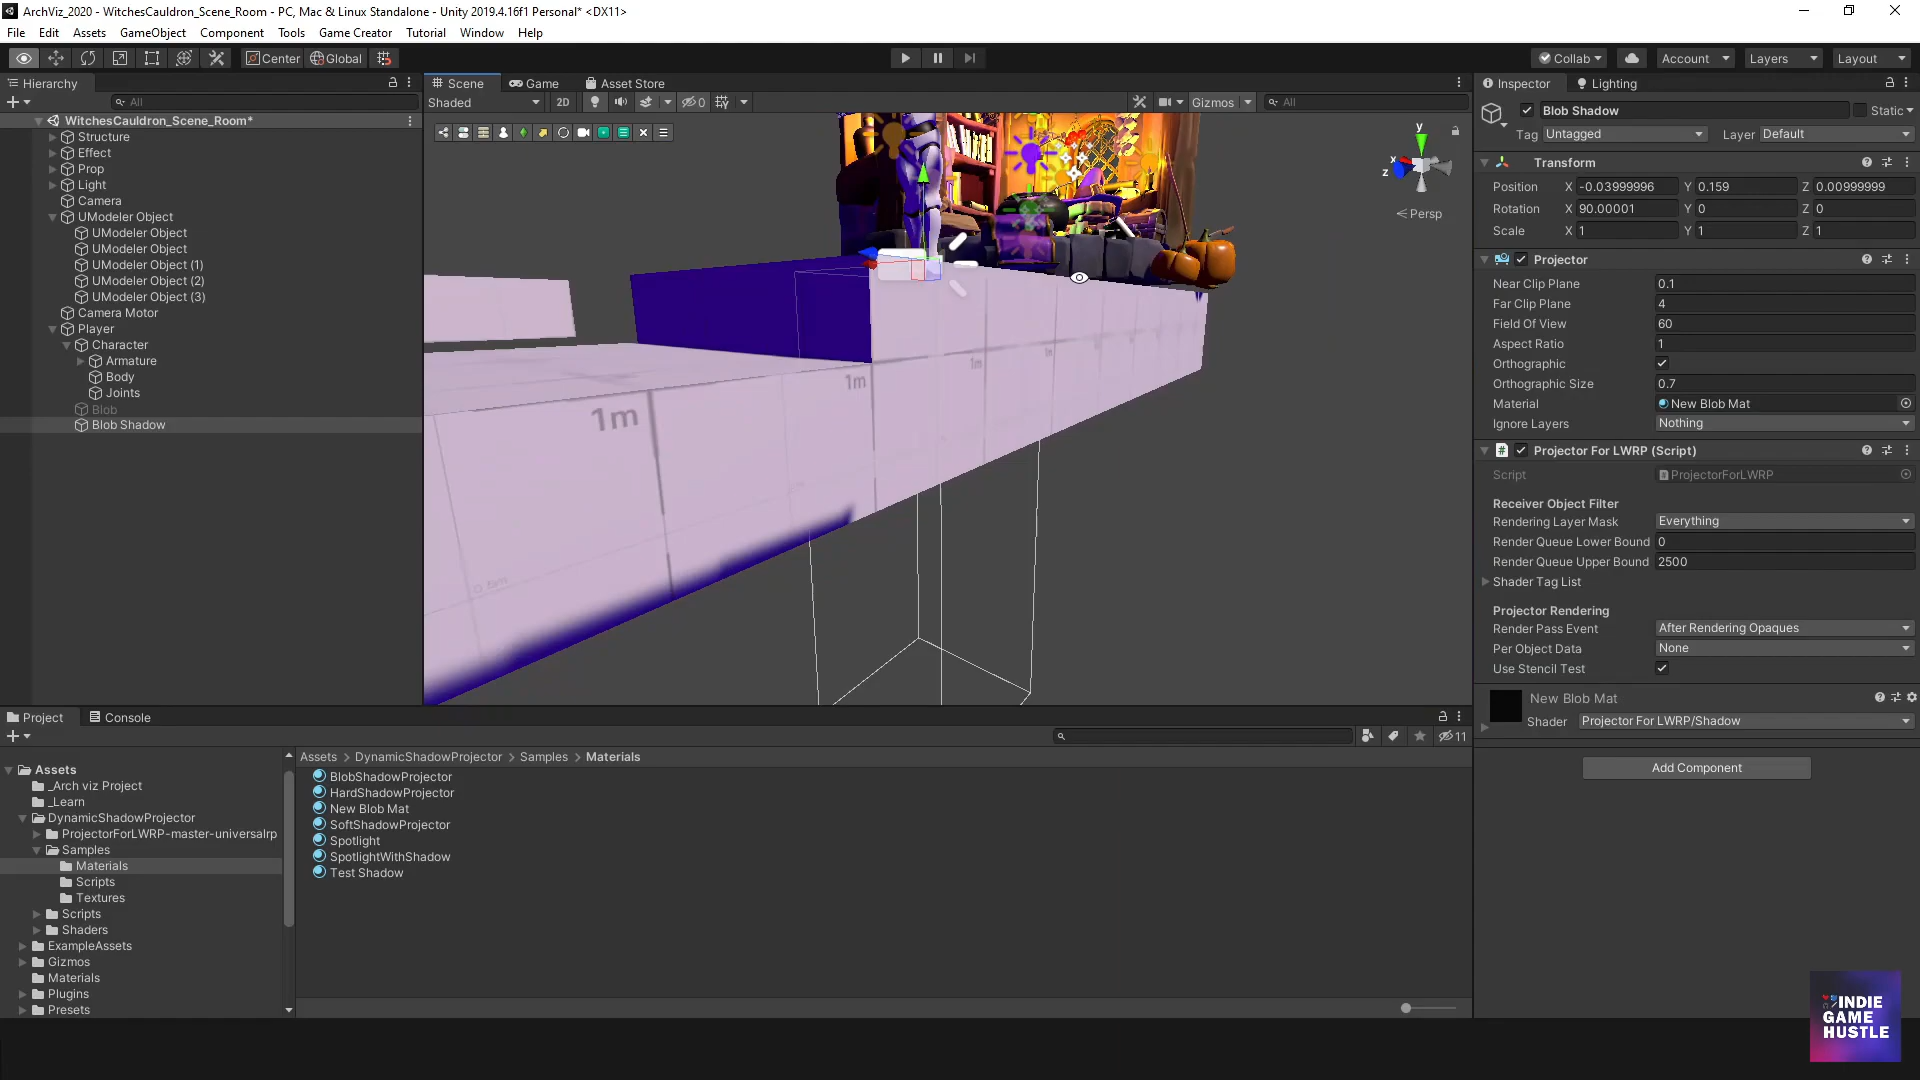 ArchViz_2020 - WitchesCauldron_Scene_Room - PC, Mac & Linux Standalone - Unity 2019.4.16f1 Personal* <DX11>
File Edit Assets GameObject Component Tools Game Creator Tutorial Window Help
Center Global Collab Account Layers Layout
Hierarchy
All
WitchesCauldron_Scene_Room*
Structure
Effect
Prop
Light
Camera
UModeler Object
UModeler Object
UModeler Object
UModeler Object (1)
UModeler Object (2)
UModeler Object (3)
Camera Motor
Player
Character
Armature
Body
Joints
Blob
Blob Shadow
Scene Game Asset Store
Shaded 2D 0 Gizmos All
y
x
z
Persp
1m
1m
1m
1m
Inspector Lighting
Blob Shadow Static
Tag Untagged Layer Default
Transform
Position X -0.03999996 Y 0.159 Z 0.00999999
Rotation X 90.00001 Y 0 Z 0
Scale X 1 Y 1 Z 1
Projector
Near Clip Plane 0.1
Far Clip Plane 4
Field Of View 60
Aspect Ratio 1
Orthographic
Orthographic Size 0.7
Material New Blob Mat
Ignore Layers Nothing
Projector For LWRP (Script)
Script ProjectorForLWRP
Receiver Object Filter
Rendering Layer Mask Everything
Render Queue Lower Bound 0
Render Queue Upper Bound 2500
Shader Tag List
Projector Rendering
Render Pass Event After Rendering Opaques
Per Object Data None
Use Stencil Test
New Blob Mat
Shader Projector For LWRP/Shadow
Add Component
Project Console
11
Assets
_Arch viz Project
_Learn
DynamicShadowProjector
ProjectorForLWRP-master-universalrp
Samples
Materials
Scripts
Textures
Scripts
Shaders
ExampleAssets
Gizmos
Materials
Plugins
Presets
Assets > DynamicShadowProjector > Samples > Materials
BlobShadowProjector
HardShadowProjector
New Blob Mat
SoftShadowProjector
Spotlight
SpotlightWithShadow
Test Shadow
INDIE
GAME
HUSTLE